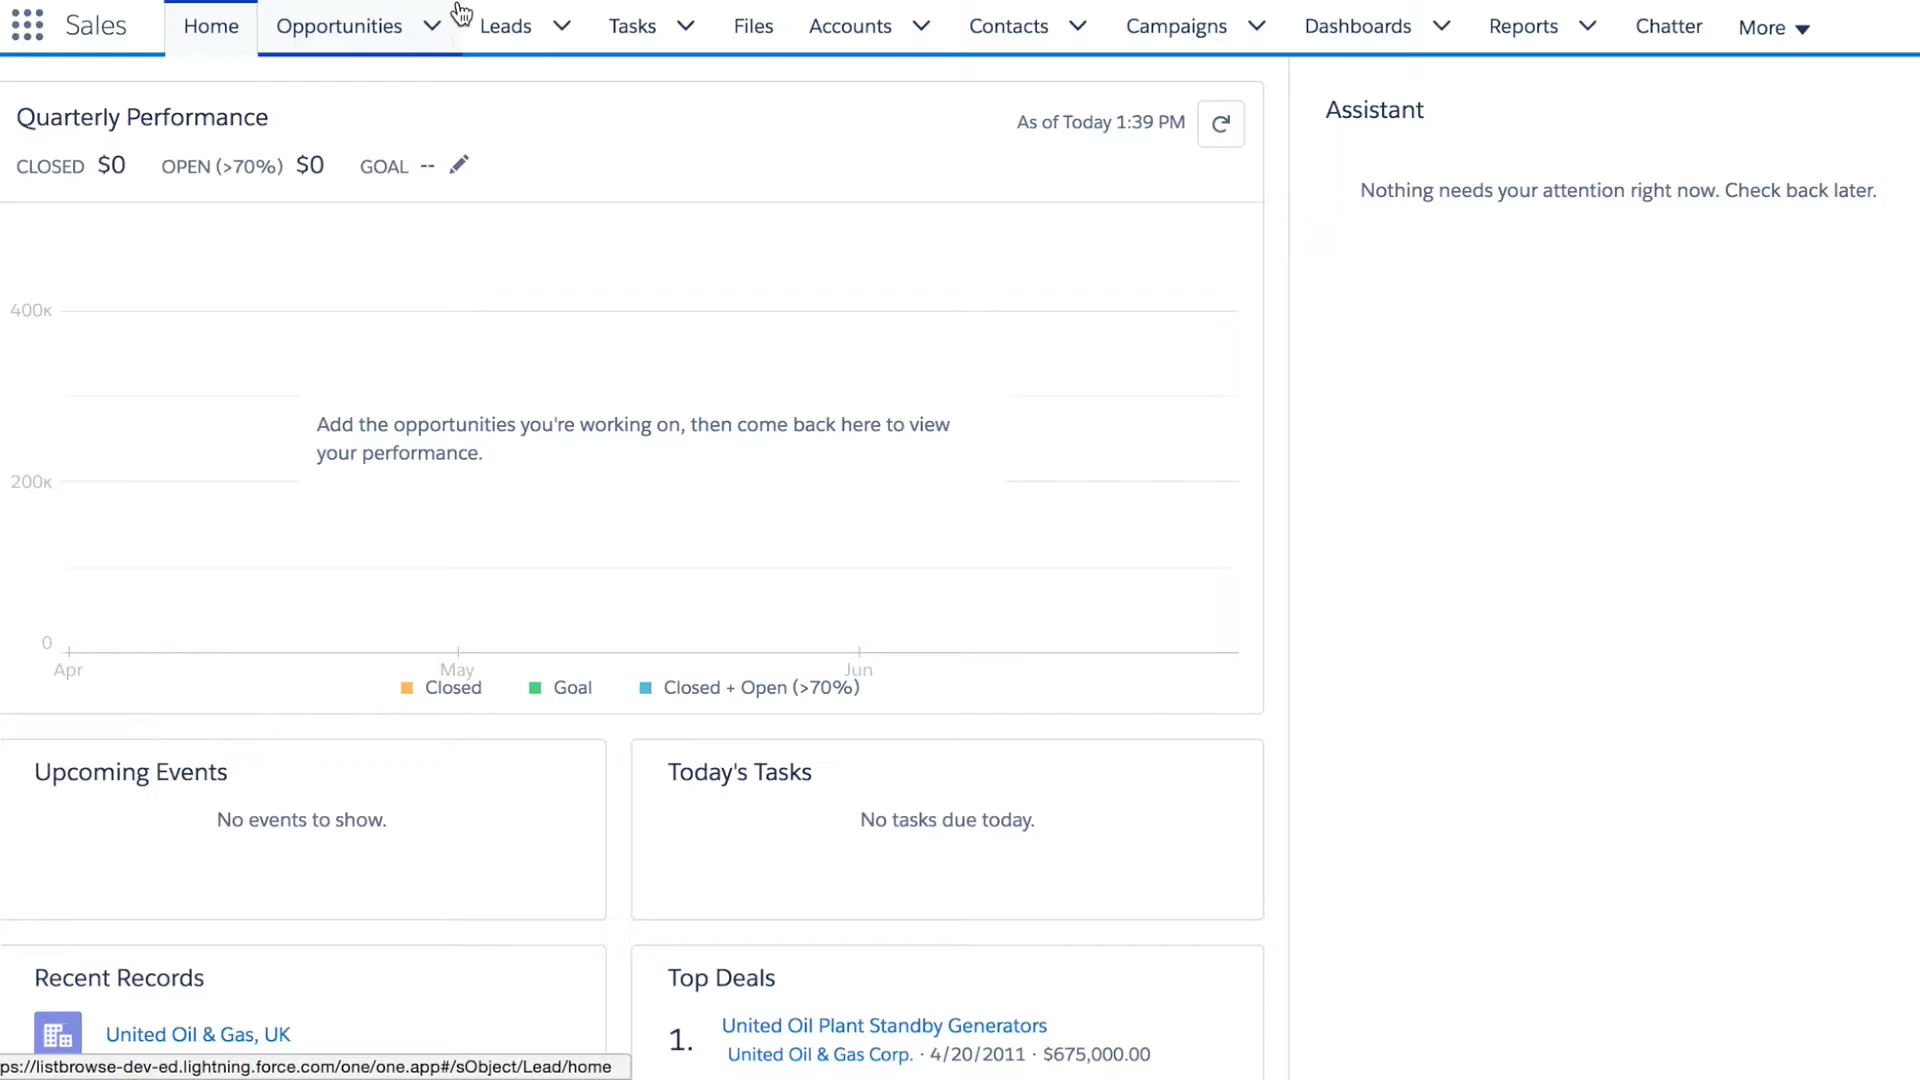 Sales Home Opportunities Leads Tasks Files Accounts Contacts Campaigns Dashboards Reports Chatter More
Quarterly Performance
As of Today 1:39 PM
CLOSED $0 OPEN (>70%) $0 GOAL --
Assistant
Nothing needs your attention right now. Check back later.
400K
Add the opportunities you're working on, then come back here to view
your performance.
200K
0
Apr May Jun
Closed Goal Closed + Open (>70%)
Upcoming Events
No events to show.
Today's Tasks
No tasks due today.
Recent Records
United Oil & Gas, UK
Top Deals
1. United Oil Plant Standby Generators
United Oil & Gas Corp. · 4/20/2011 · $675,000.00
ps://listbrowse-dev-ed.lightning.force.com/one/one.app#/sObject/Lead/home